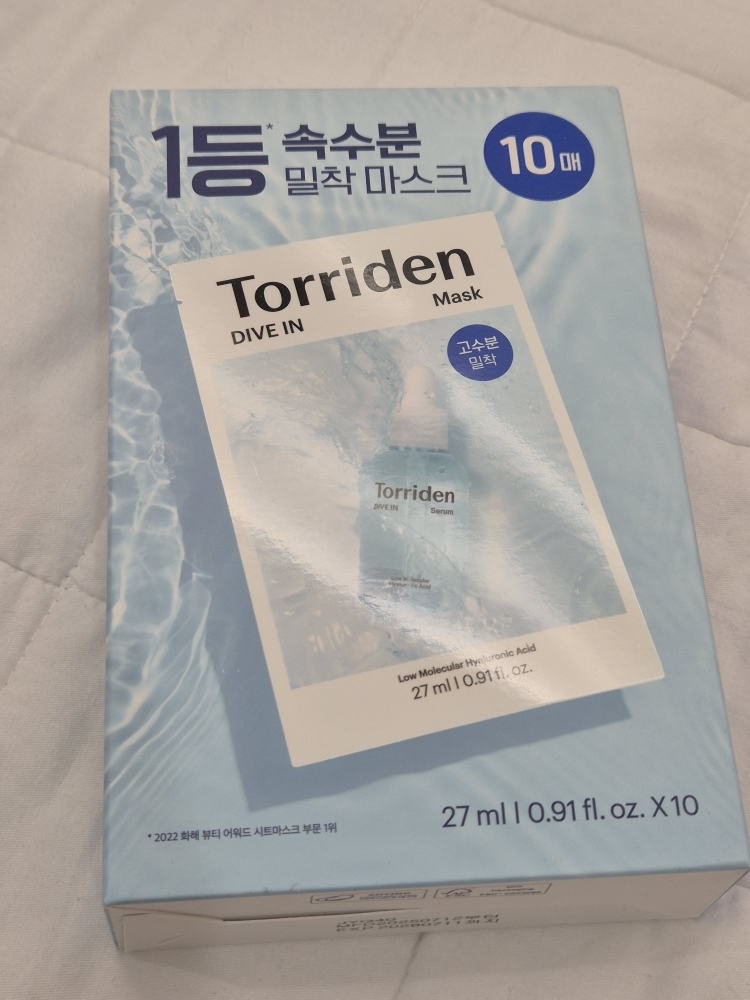 1등*
속수분
밀착 마스크
10매
Torriden
DIVE IN
Mask
고수분
밀착
Torriden
DIVE IN
Serum
Low Molecular Hyaluronic Acid
27 ml l 0.91 fl. oz.
* 2022 화해 뷰티 어워드 시트마스크 부문 1위
27 ml l 0.91 fl. oz. X 10